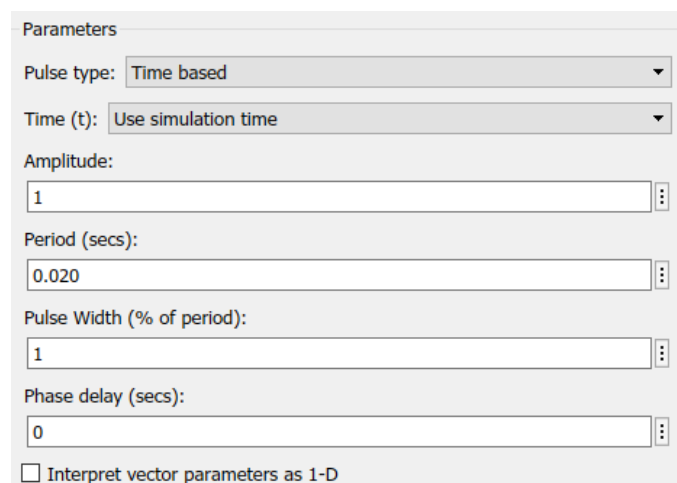 Parameters
Pulse type: Time based
Time (t): Use simulation time
Amplitude:
1
Period (secs):
0.020
Pulse Width (% of period):
1
Phase delay (secs):
0
Interpret vector parameters as 1-D